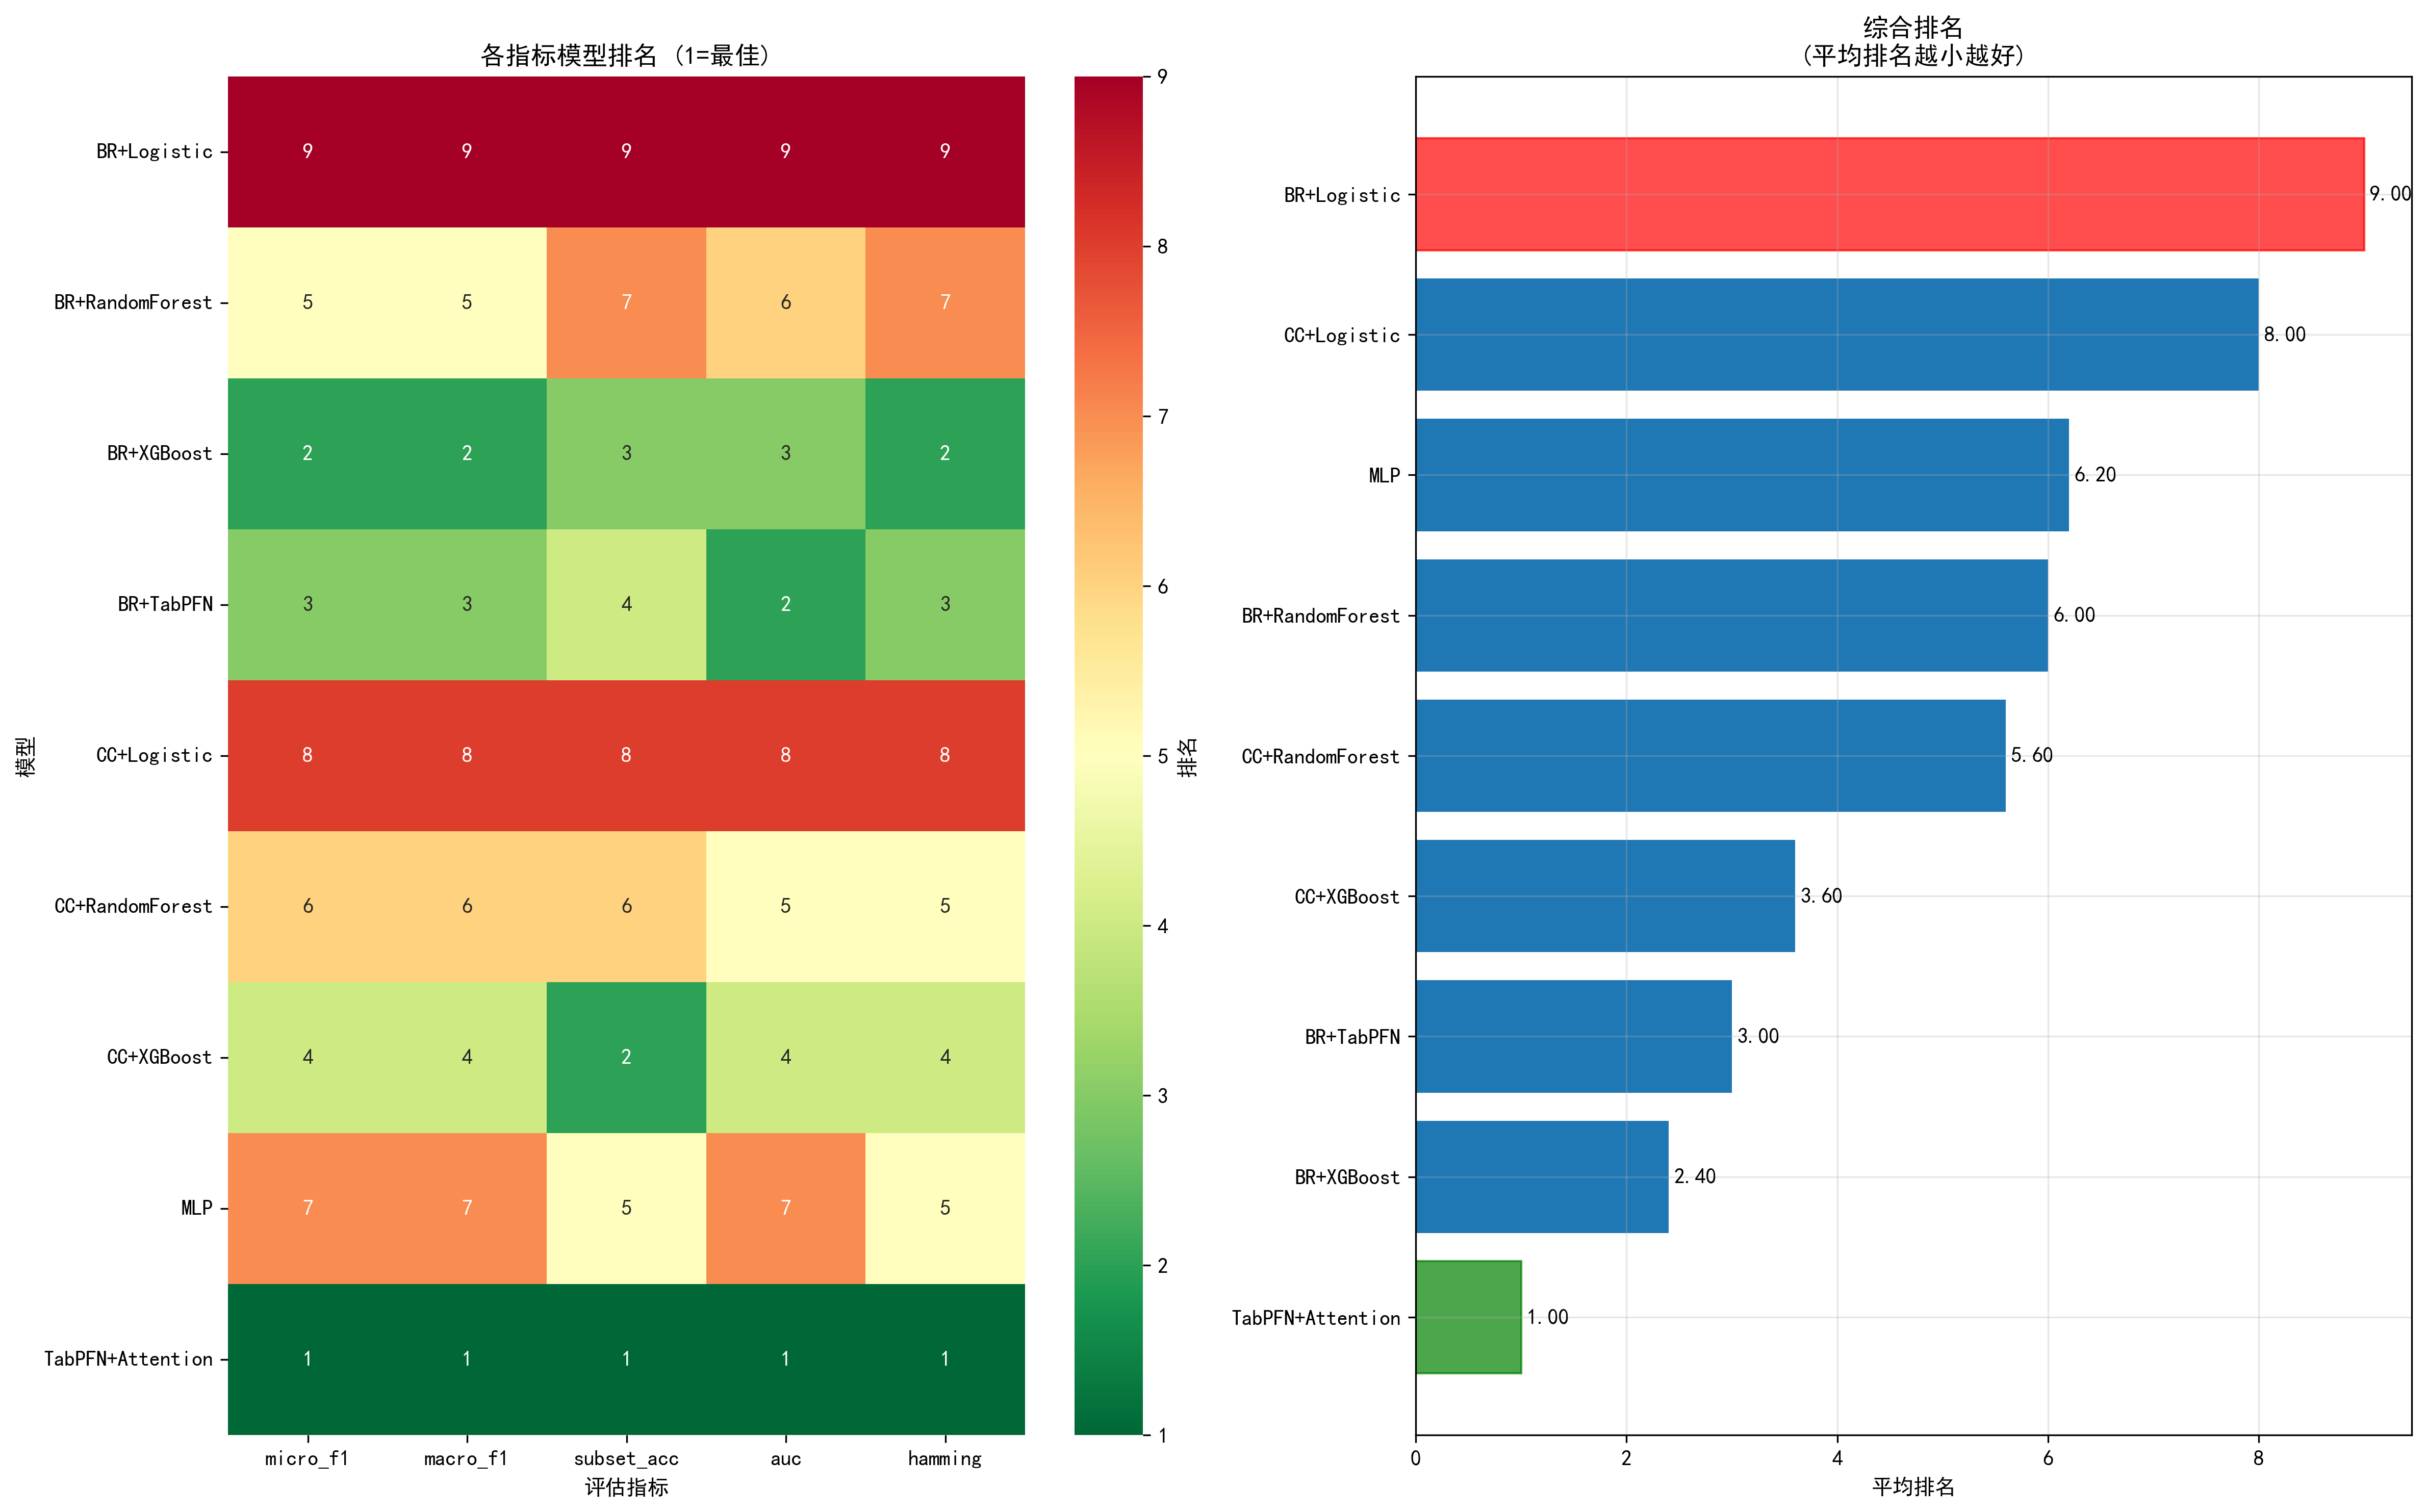 各指标模型排名 (1=最佳)
模型
BR+Logistic 9 9 9 9 9
BR+RandomForest 5 5 7 6 7
BR+XGBoost 2 2 3 3 2
BR+TabPFN 3 3 4 2 3
CC+Logistic 8 8 8 8 8
CC+RandomForest 6 6 6 5 5
CC+XGBoost 4 4 2 4 4
MLP 7 7 5 7 5
TabPFN+Attention 1 1 1 1 1
micro_f1 macro_f1 subset_acc auc hamming
评估指标
9
8
7
6
5
4
3
2
1
排名
综合排名
(平均排名越小越好)
BR+Logistic 9.00
CC+Logistic 8.00
MLP 6.20
BR+RandomForest 6.00
CC+RandomForest 5.60
CC+XGBoost 3.60
BR+TabPFN 3.00
BR+XGBoost 2.40
TabPFN+Attention 1.00
0 2 4 6 8
平均排名